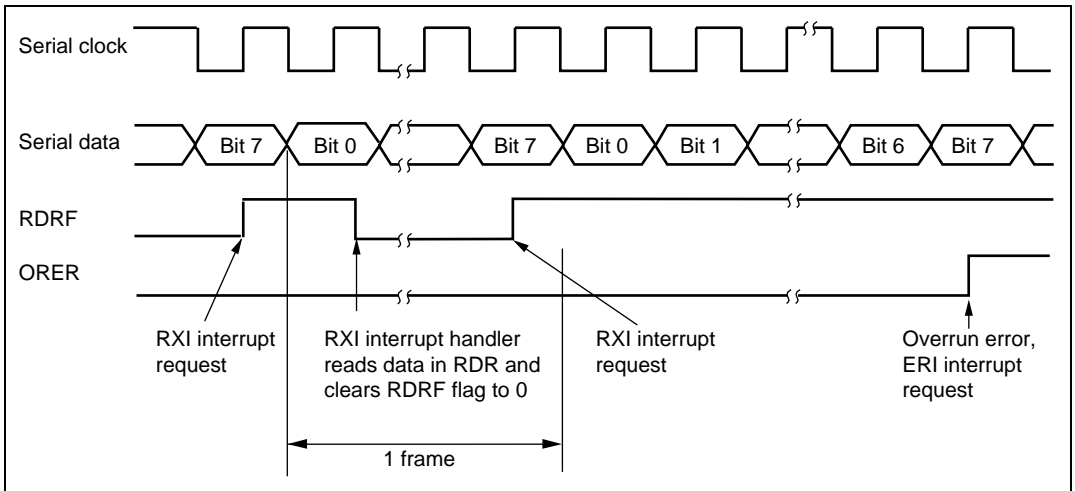 Serial clock
Serial data
Bit 7
Bit 0
Bit 7
Bit 0
Bit 1
Bit 6
Bit 7
RDRF
ORER
RXI interrupt
request
RXI interrupt handler
reads data in RDR and
clears RDRF flag to 0
RXI interrupt
request
Overrun error,
ERI interrupt
request
1 frame